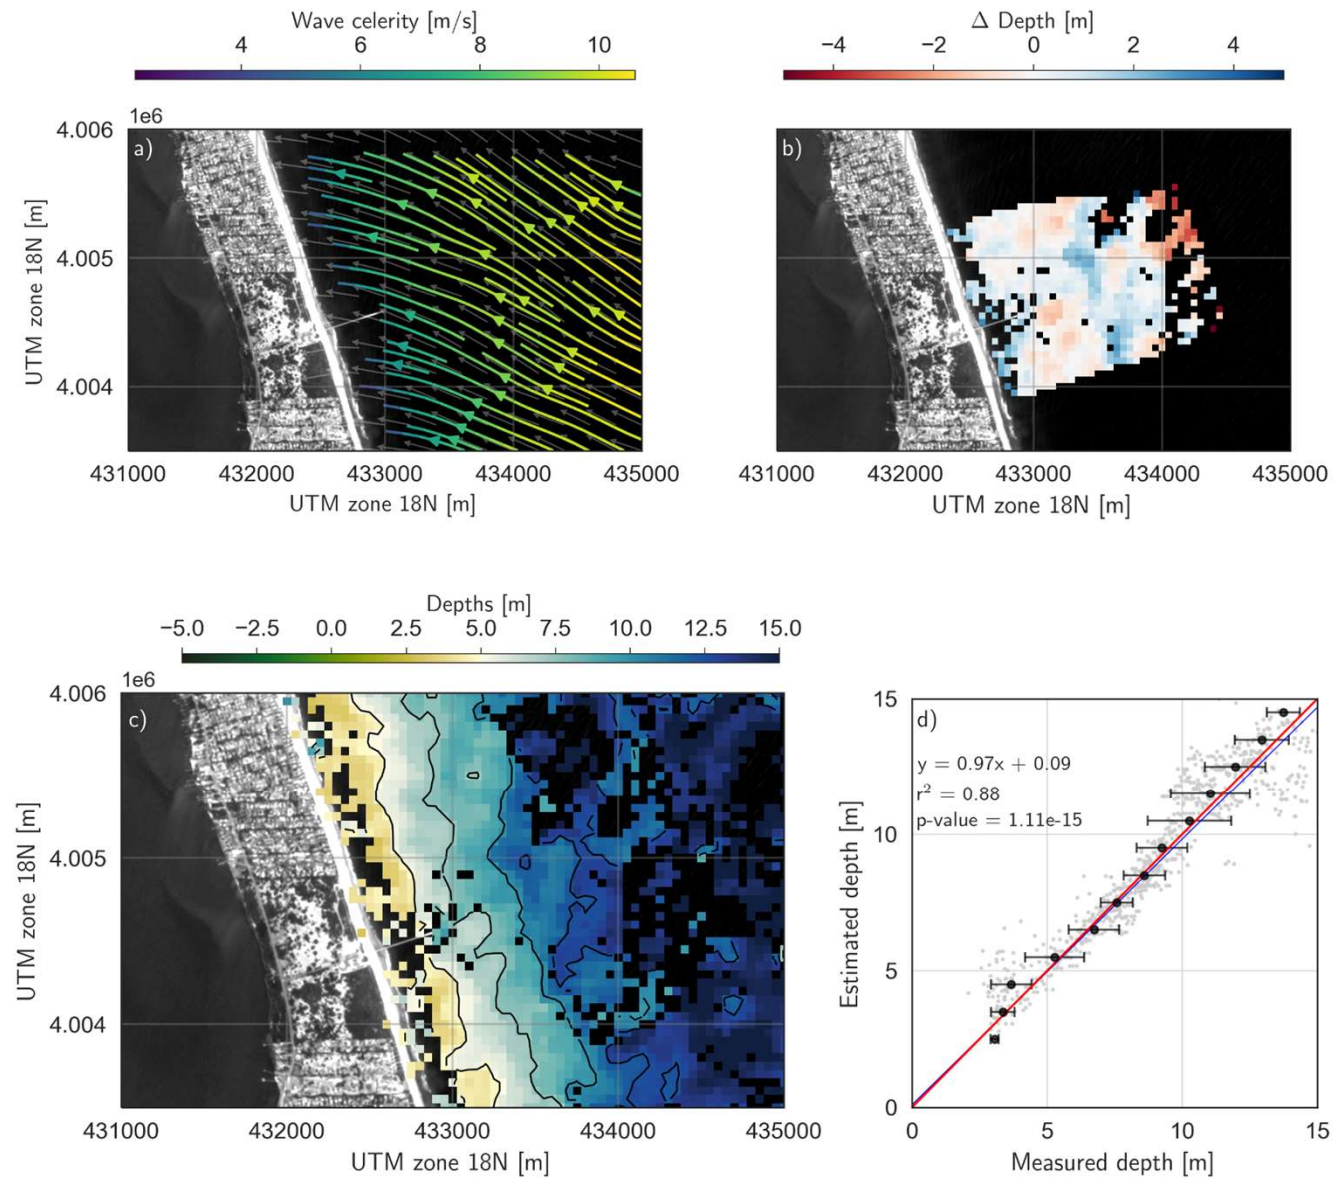 Wave celerity [m/s]
4 6 8 10
Δ Depth [m]
−4 −2 0 2 4
1e6
a)
4.006
4.005
4.004
UTM zone 18N [m]
431000 432000 433000 434000 435000
UTM zone 18N [m]
b)
431000 432000 433000 434000 435000
UTM zone 18N [m]
Depths [m]
−5.0 −2.5 0.0 2.5 5.0 7.5 10.0 12.5 15.0
1e6
c)
4.006
4.005
4.004
UTM zone 18N [m]
431000 432000 433000 434000 435000
UTM zone 18N [m]
d)
y = 0.97x + 0.09
r² = 0.88
p-value = 1.11e-15
15
10
5
0
Estimated depth [m]
0 5 10 15
Measured depth [m]